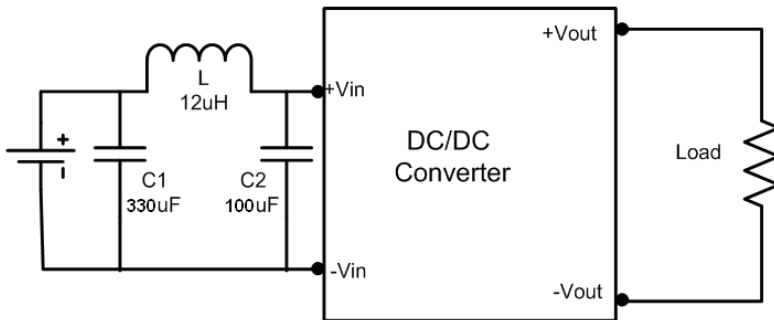 +Vout
L
12uH
+Vin
DC/DC
Converter
+
C1
330uF
C2
100uF
Load
-Vin
-Vout